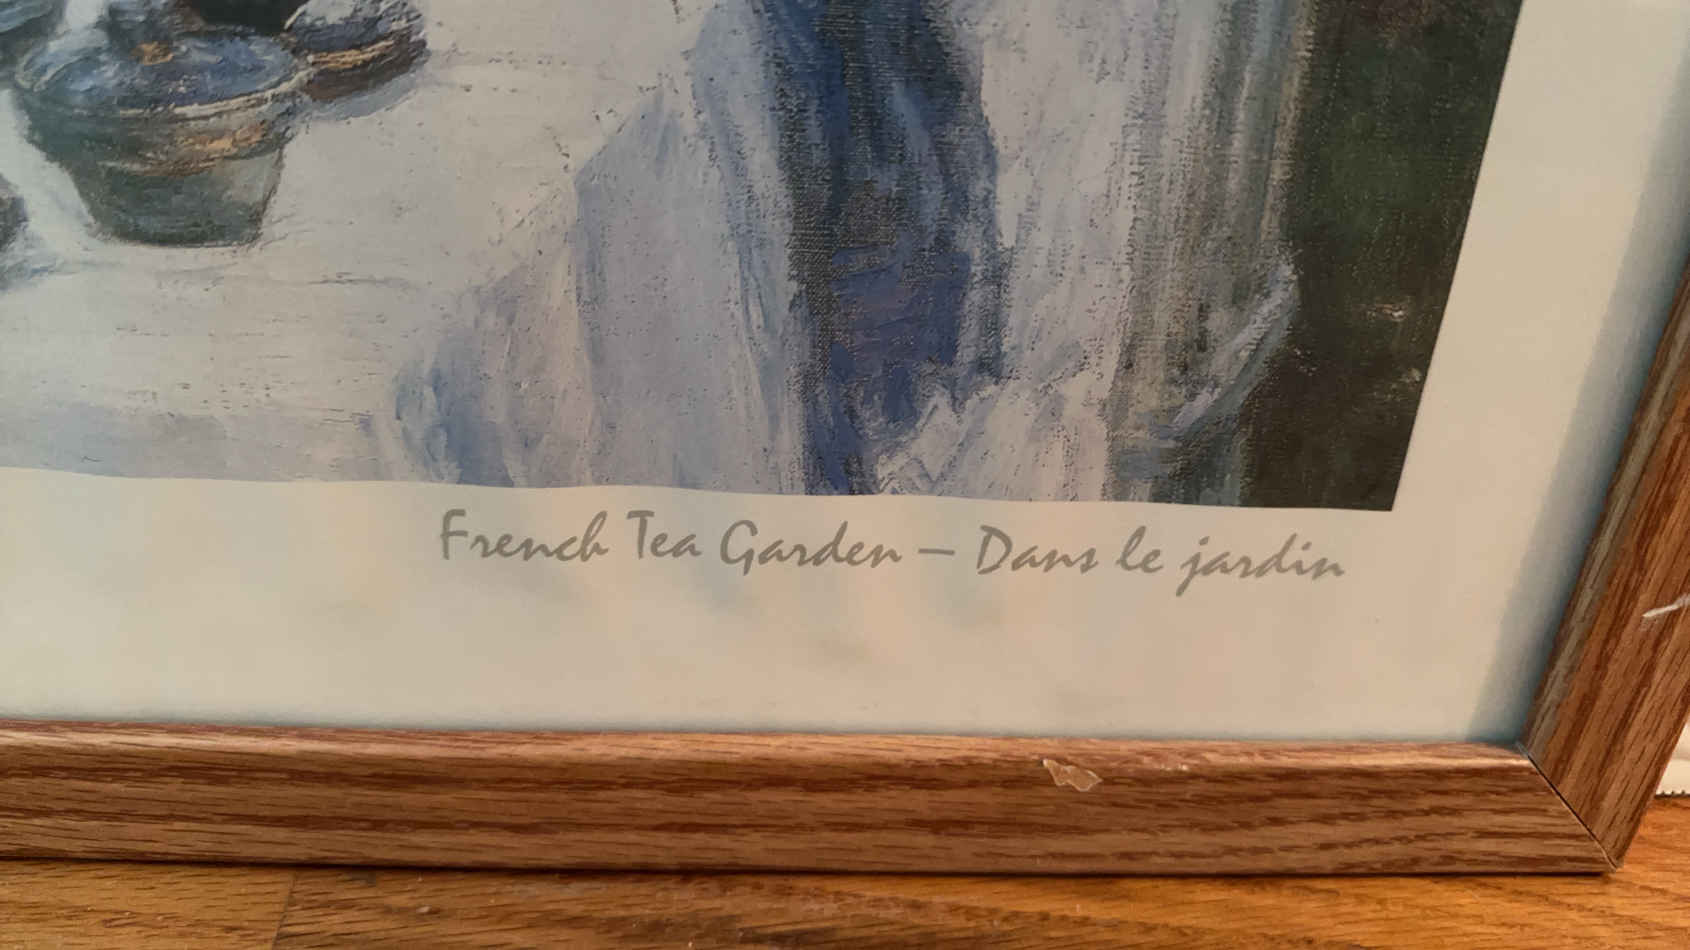 French Tea Garden – Dans le jardin